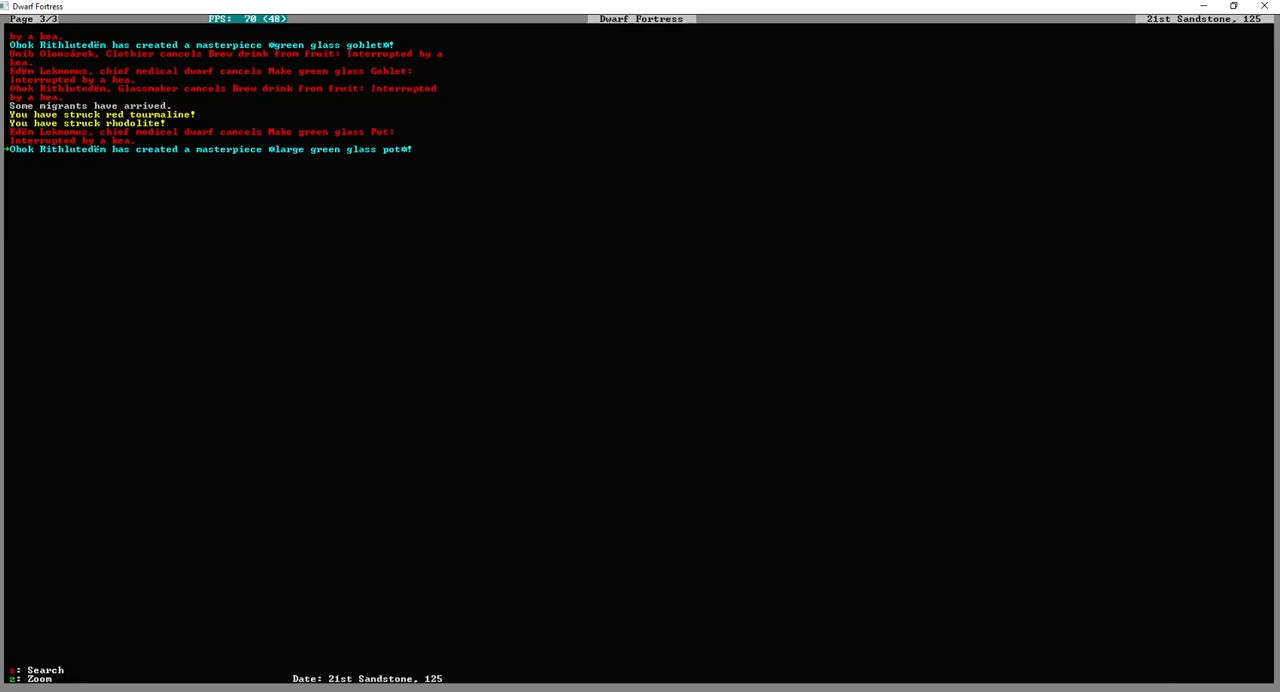 Dwarf Fortress
Page 3/3 FPS: 70 (48) Dwarf Fortress 21st Sandstone, 125
by a kea.
Obok Rithlutedëm has created a masterpiece ☼green glass goblet☼!
Unib Olonsárek, Clothier cancels Brew drink from fruit: Interrupted by a
kea.
Edëm Lekmomuz, chief medical dwarf cancels Make green glass Goblet:
Interrupted by a kea.
Obok Rithlutedëm, Glassmaker cancels Brew drink from fruit: Interrupted
by a kea.
Some migrants have arrived.
You have struck red tourmaline!
You have struck rhodolite!
Edëm Lekmomuz, chief medical dwarf cancels Make green glass Pot:
Interrupted by a kea.
Obok Rithlutedëm has created a masterpiece ☼large green glass pot☼!
s: Search
z: Zoom Date: 21st Sandstone, 125